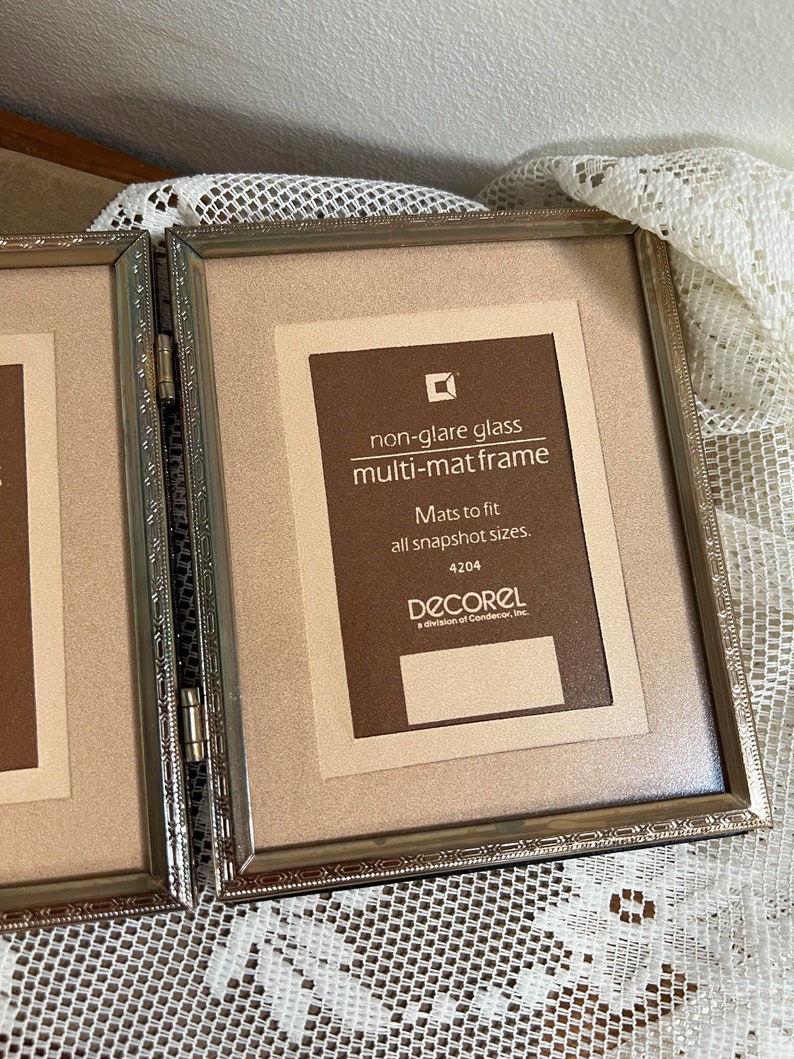 non-glare glass
multi-mat frame
Mats to fit
all snapshot sizes.
4204
DECOREL
a division of Condecor, Inc.